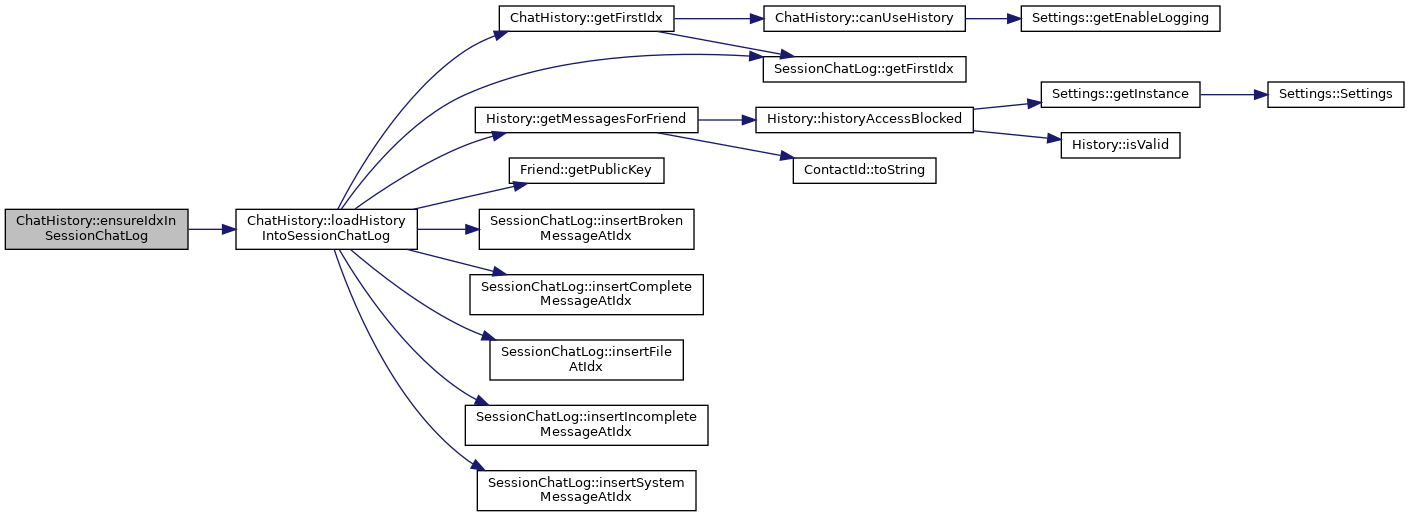 ChatHistory::getFirstIdx
ChatHistory::canUseHistory
Settings::getEnableLogging
SessionChatLog::getFirstIdx
Settings::getInstance
Settings::Settings
History::getMessagesForFriend
History::historyAccessBlocked
History::isValid
Friend::getPublicKey
ContactId::toString
ChatHistory::ensureIdxIn
SessionChatLog
ChatHistory::loadHistory
IntoSessionChatLog
SessionChatLog::insertBroken
MessageAtIdx
SessionChatLog::insertComplete
MessageAtIdx
SessionChatLog::insertFile
AtIdx
SessionChatLog::insertIncomplete
MessageAtIdx
SessionChatLog::insertSystem
MessageAtIdx